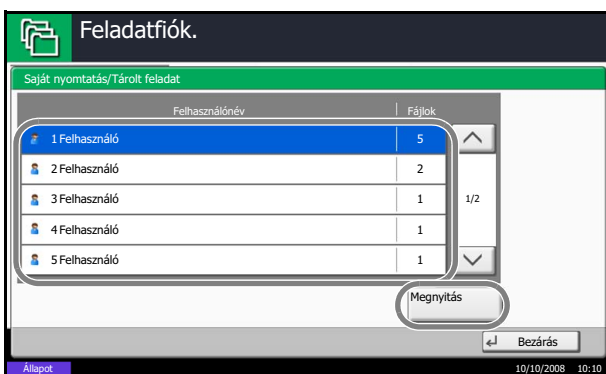 Feladatfiók.
Saját nyomtatás/Tárolt feladat
Felhasználónév Fájlok
1 Felhasználó 5
2 Felhasználó 2
3 Felhasználó 1
1/2
4 Felhasználó 1
5 Felhasználó 1
Megnyitás
Bezárás
Állapot 10/10/2008 10:10